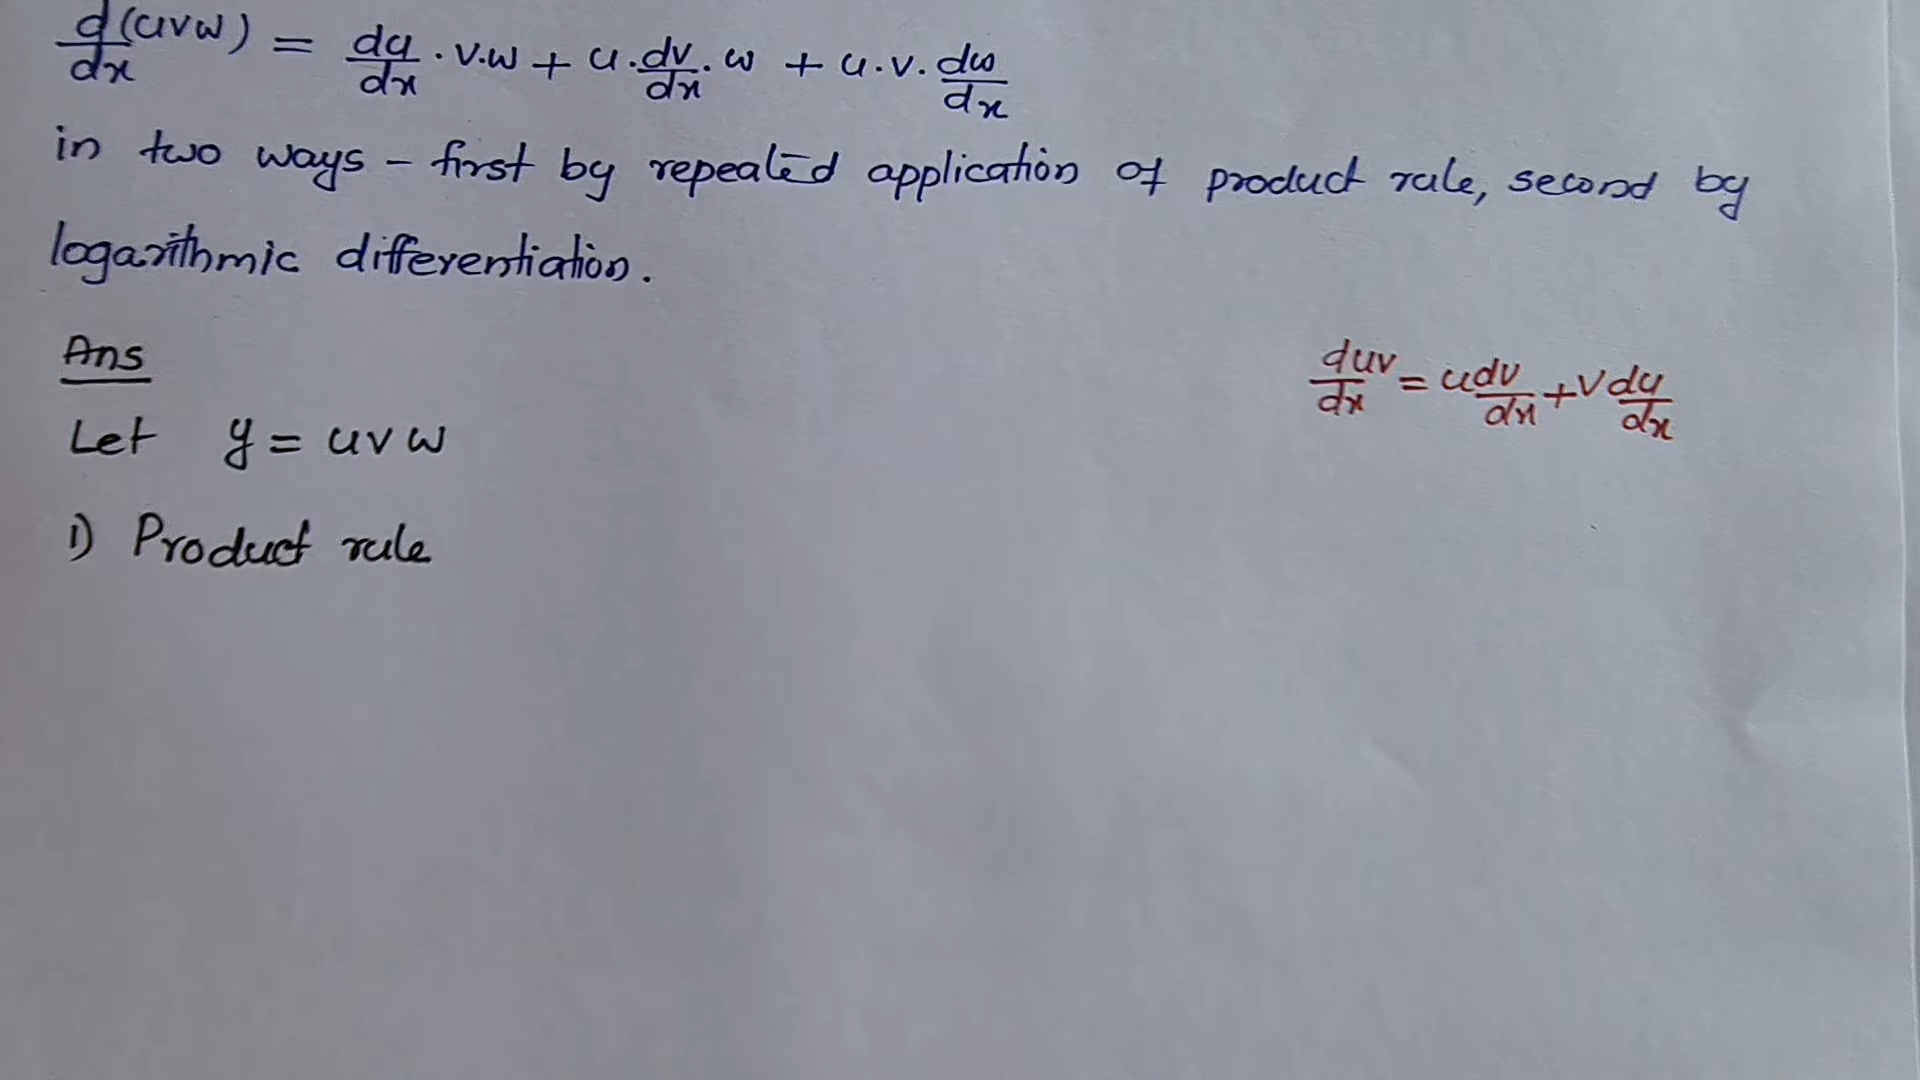 d/dx (uvw) = du/dx . v.w + u. dv/dx . w + u.v. dw/dx
in two ways - first by repeated application of product rule, second by
logarithmic differentiation.
Ans
duv/dx = u dv/dx + v du/dx
Let y = uvw
1) Product rule